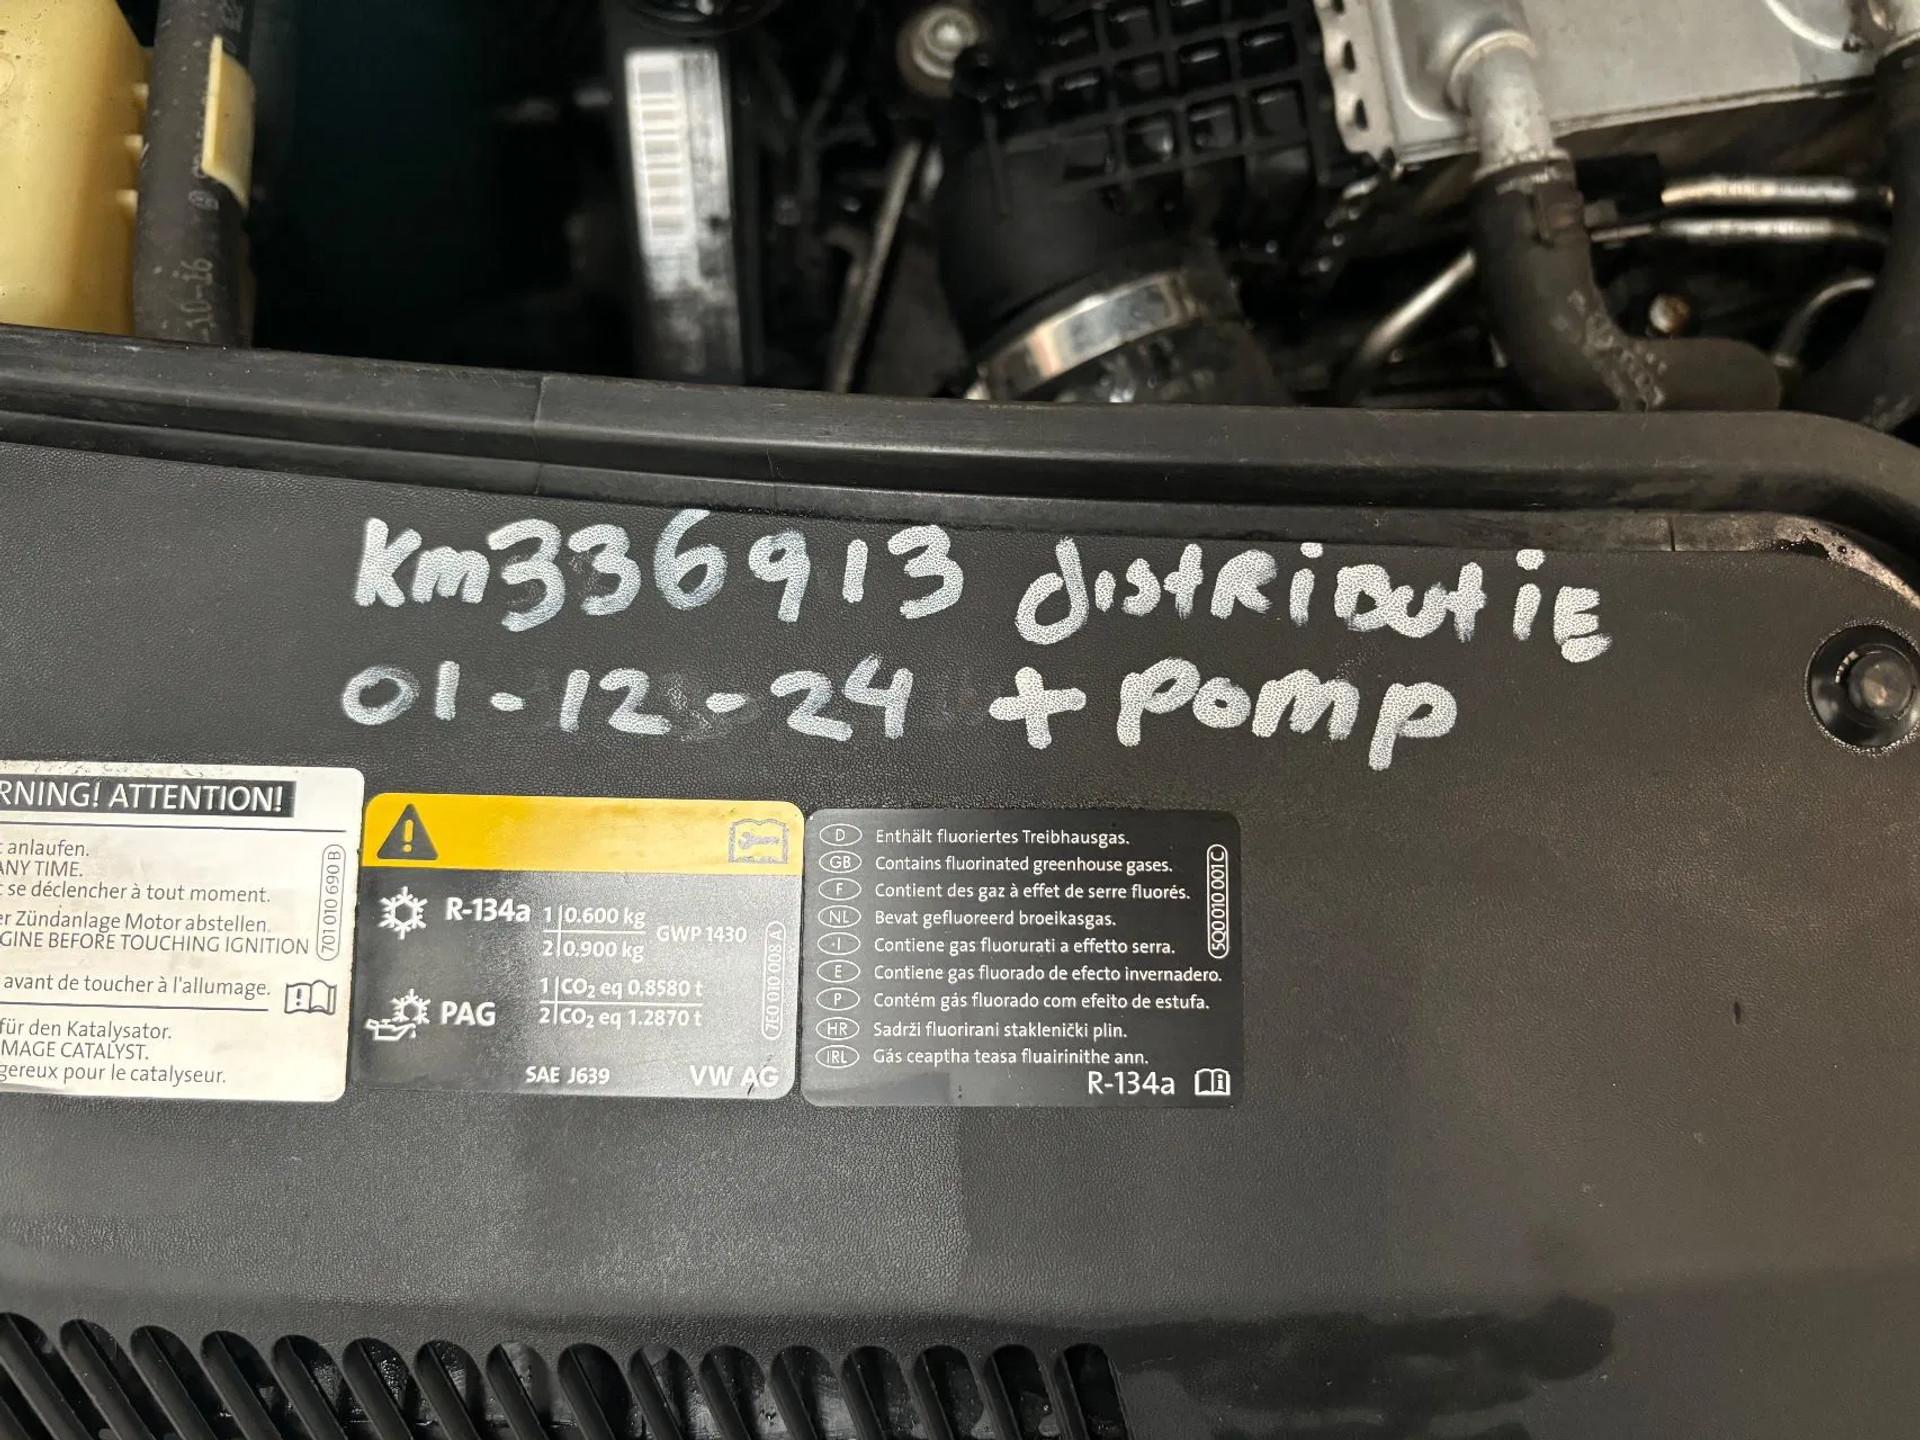 10-16
Km336913 distributiE
01-12-24 + pomp
RNING! ATTENTION!
anlaufen.
ANY TIME.
se déclencher à tout moment.
er Zündanlage Motor abstellen.
GINE BEFORE TOUCHING IGNITION
avant de toucher à l'allumage.
für den Katalysator.
MAGE CATALYST.
gereux pour le catalyseur.
701 010 690 B
R-134a 1 0.600 kg
2 0.900 kg
GWP 1430
PAG 1 CO₂ eq 0.8580 t
2 CO₂ eq 1.2870 t
SAE J639 VW AG
7E0 010 008 A
D Enthält fluoriertes Treibhausgas.
GB Contains fluorinated greenhouse gases.
F Contient des gaz à effet de serre fluorés.
NL Bevat gefluoreerd broeikasgas.
I Contiene gas fluorurati a effetto serra.
E Contiene gas fluorado de efecto invernadero.
P Contém gás fluorado com efeito de estufa.
HR Sadrži fluorirani staklenički plin.
IRL Gás ceaptha teasa fluairinithe ann.
R-134a
5Q0 010 001 C